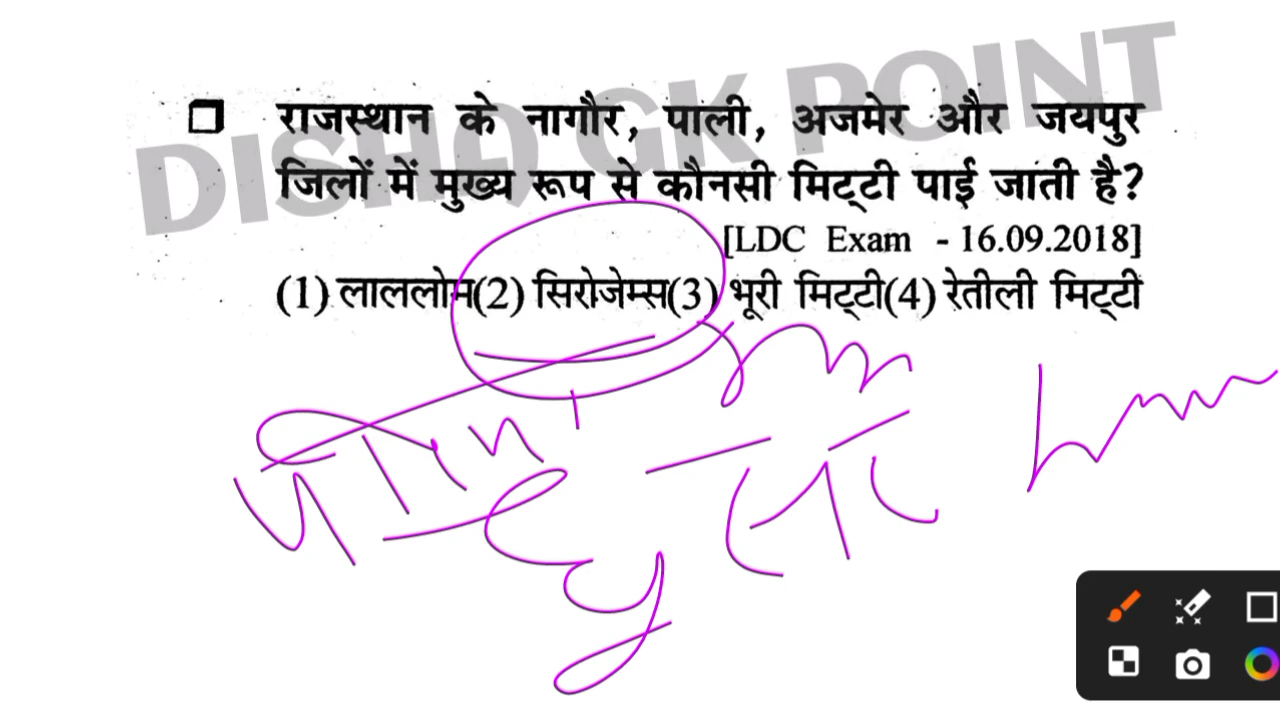 DISHA GK POINT
राजस्थान के नागौर, पाली, अजमेर और जयपुर
जिलों में मुख्य रूप से कौनसी मिट्टी पाई जाती है?
[LDC Exam - 16.09.2018]
(1) लाललोम(2) सिरोजेम्स(3) भूरी मिट्टी(4) रेतीली मिट्टी